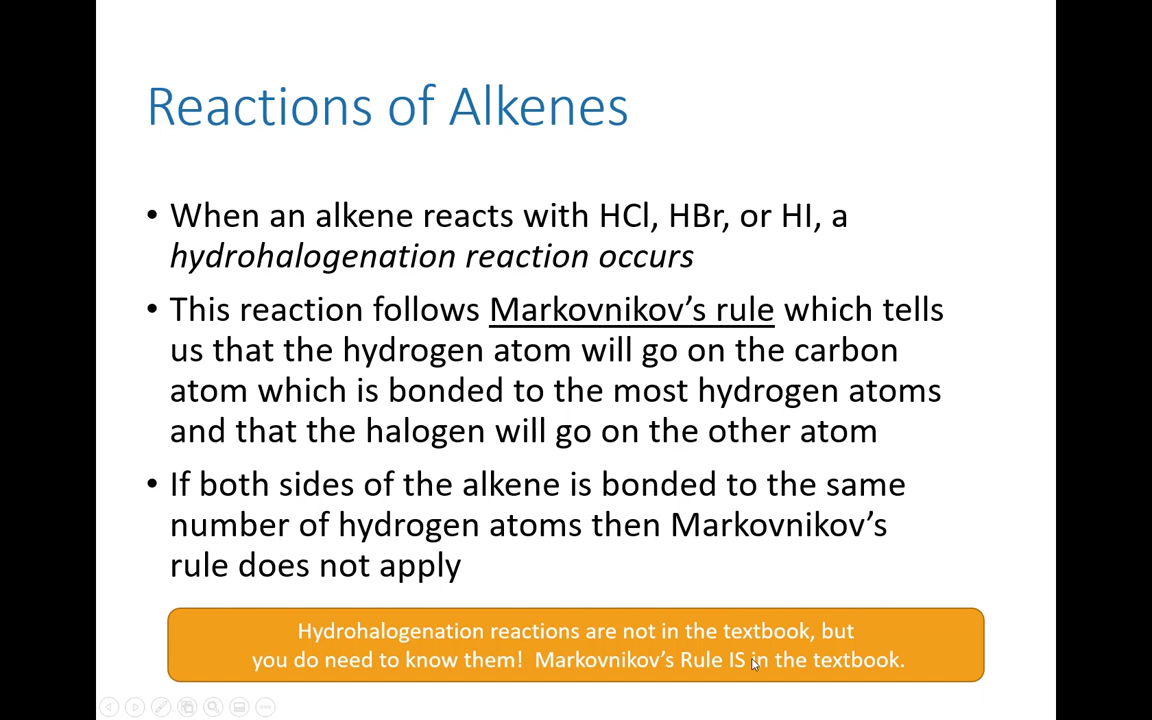 Reactions of Alkenes
• When an alkene reacts with HCl, HBr, or HI, a
hydrohalogenation reaction occurs
• This reaction follows Markovnikov’s rule which tells
us that the hydrogen atom will go on the carbon
atom which is bonded to the most hydrogen atoms
and that the halogen will go on the other atom
• If both sides of the alkene is bonded to the same
number of hydrogen atoms then Markovnikov’s
rule does not apply
Hydrohalogenation reactions are not in the textbook, but
you do need to know them! Markovnikov’s Rule IS in the textbook.